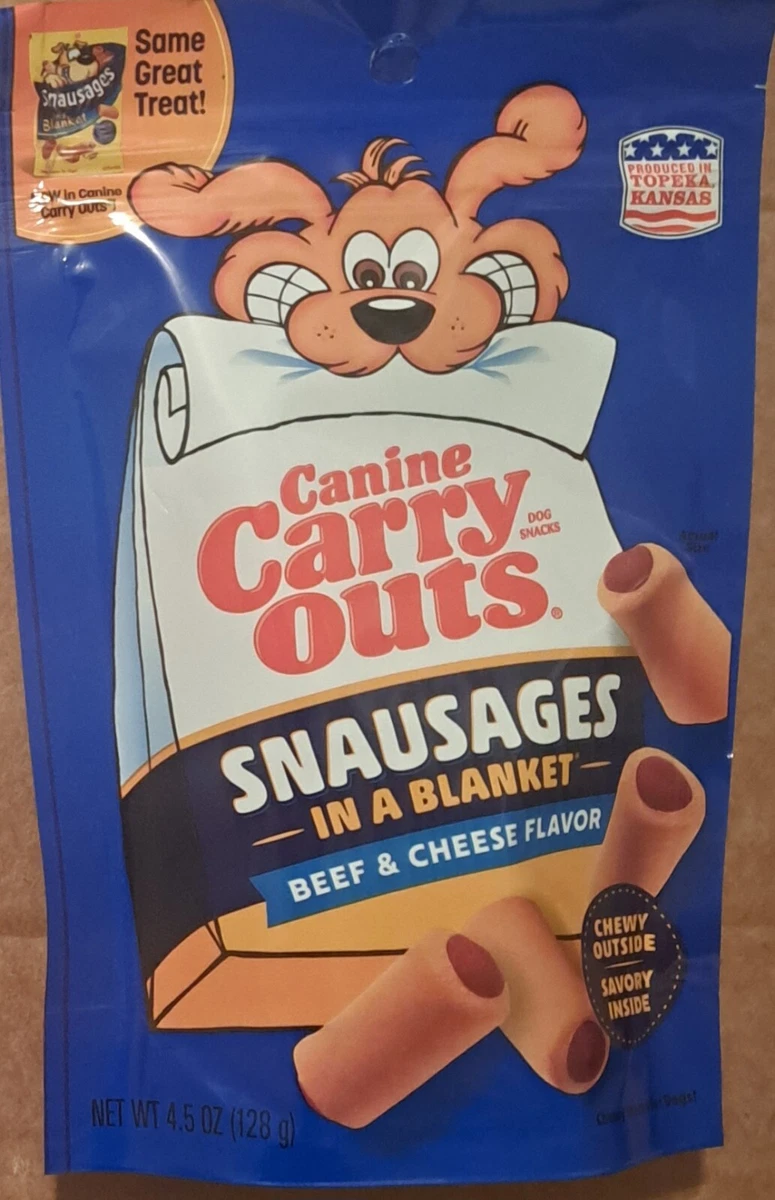 Same
Great
Treat!
Snausages
in Canine
Carry Outs
PRODUCED IN
TOPEKA,
KANSAS
Canine
Carry
outs®
DOG
SNACKS
Size
SNAUSAGES
IN A BLANKET
BEEF & CHEESE FLAVOR
CHEWY
OUTSIDE
SAVORY
INSIDE
NET WT 4.5 OZ (128 g)